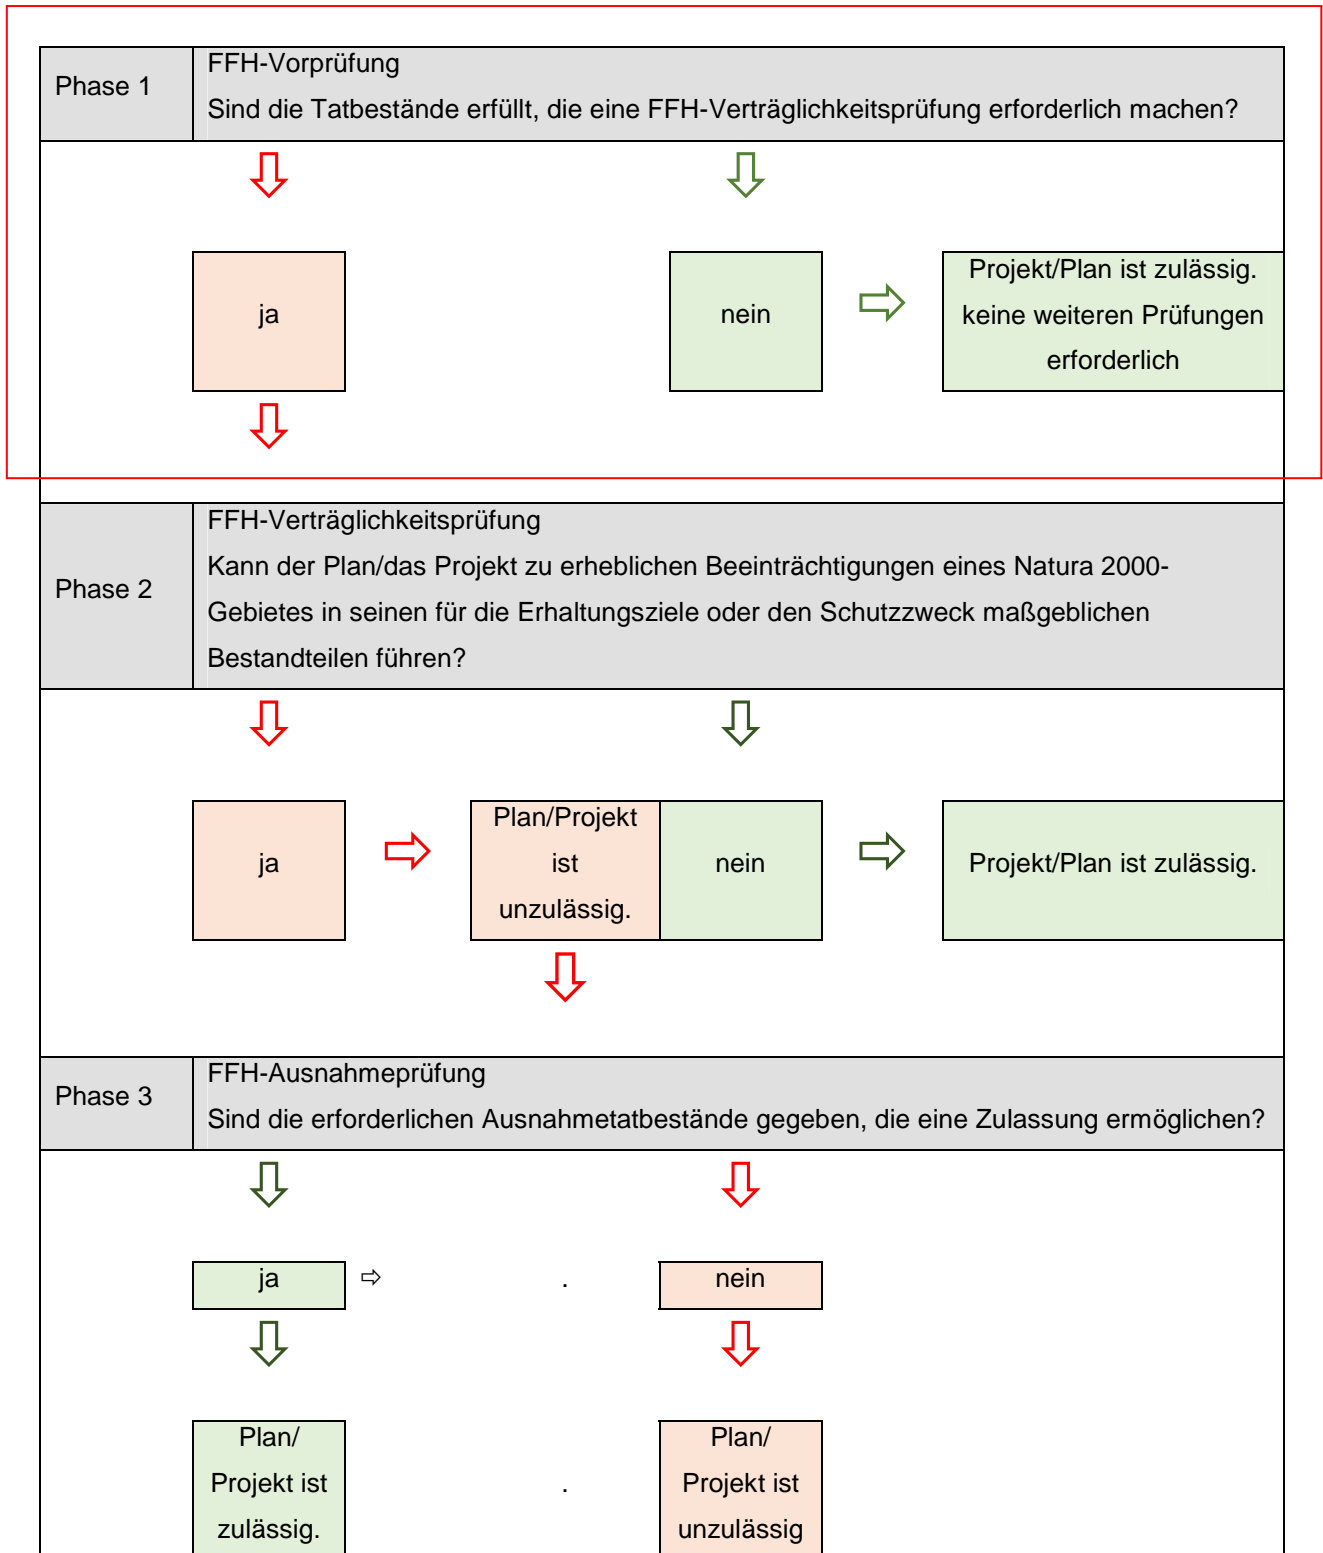 Phase 1
FFH-Vorprüfung
Sind die Tatbestände erfüllt, die eine FFH-Verträglichkeitsprüfung erforderlich machen?
ja
nein
Projekt/Plan ist zulässig.
keine weiteren Prüfungen
erforderlich
Phase 2
FFH-Verträglichkeitsprüfung
Kann der Plan/das Projekt zu erheblichen Beeinträchtigungen eines Natura 2000-
Gebietes in seinen für die Erhaltungsziele oder den Schutzzweck maßgeblichen
Bestandteilen führen?
ja
Plan/Projekt
ist
unzulässig.
nein
Projekt/Plan ist zulässig.
Phase 3
FFH-Ausnahmeprüfung
Sind die erforderlichen Ausnahmetatbestände gegeben, die eine Zulassung ermöglichen?
ja ⇨
.
nein
Plan/
Projekt ist
zulässig.
.
Plan/
Projekt ist
unzulässig